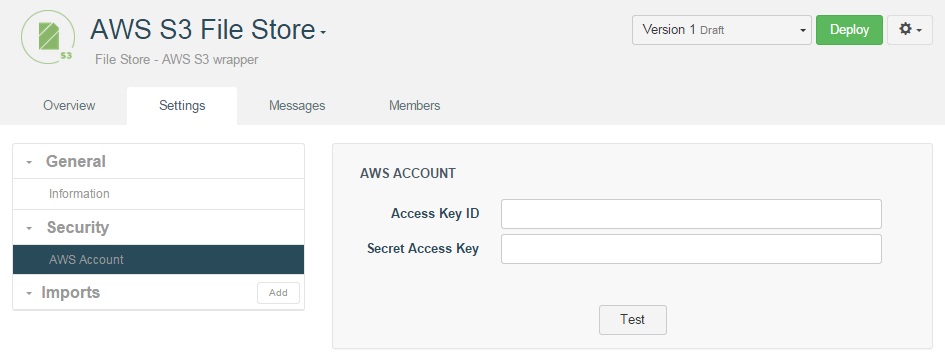 AWS S3 File Store
S3
File Store - AWS S3 wrapper
Version 1 Draft
Deploy
Overview
Settings
Messages
Members
General
Information
Security
AWS Account
Imports
Add
AWS ACCOUNT
Access Key ID
Secret Access Key
Test